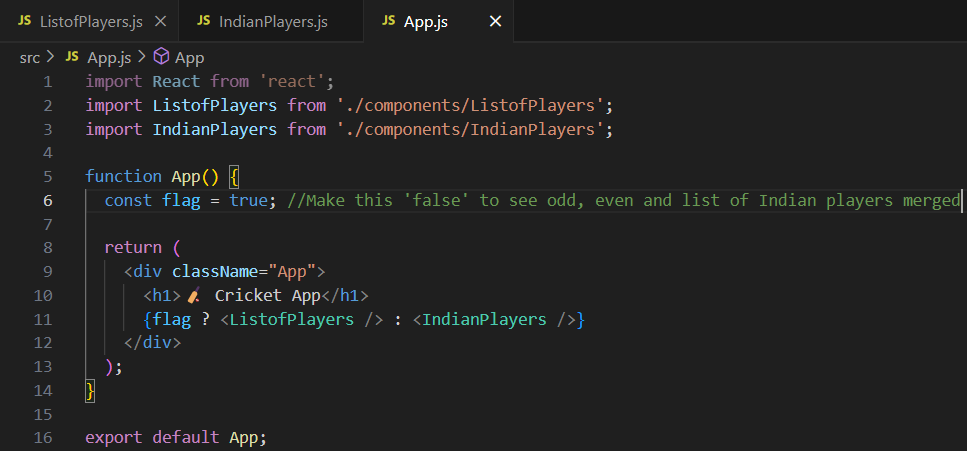 JS ListofPlayers.js × JS IndianPlayers.js JS App.js ×
src > JS App.js > App
1 import React from 'react';
2 import ListofPlayers from './components/ListofPlayers';
3 import IndianPlayers from './components/IndianPlayers';
4
5 function App() {
6   const flag = true; //Make this 'false' to see odd, even and list of Indian players merged
7
8   return (
9     <div className="App">
10       <h1>🏏 Cricket App</h1>
11       {flag ? <ListofPlayers /> : <IndianPlayers />}
12     </div>
13   );
14 }
15
16 export default App;